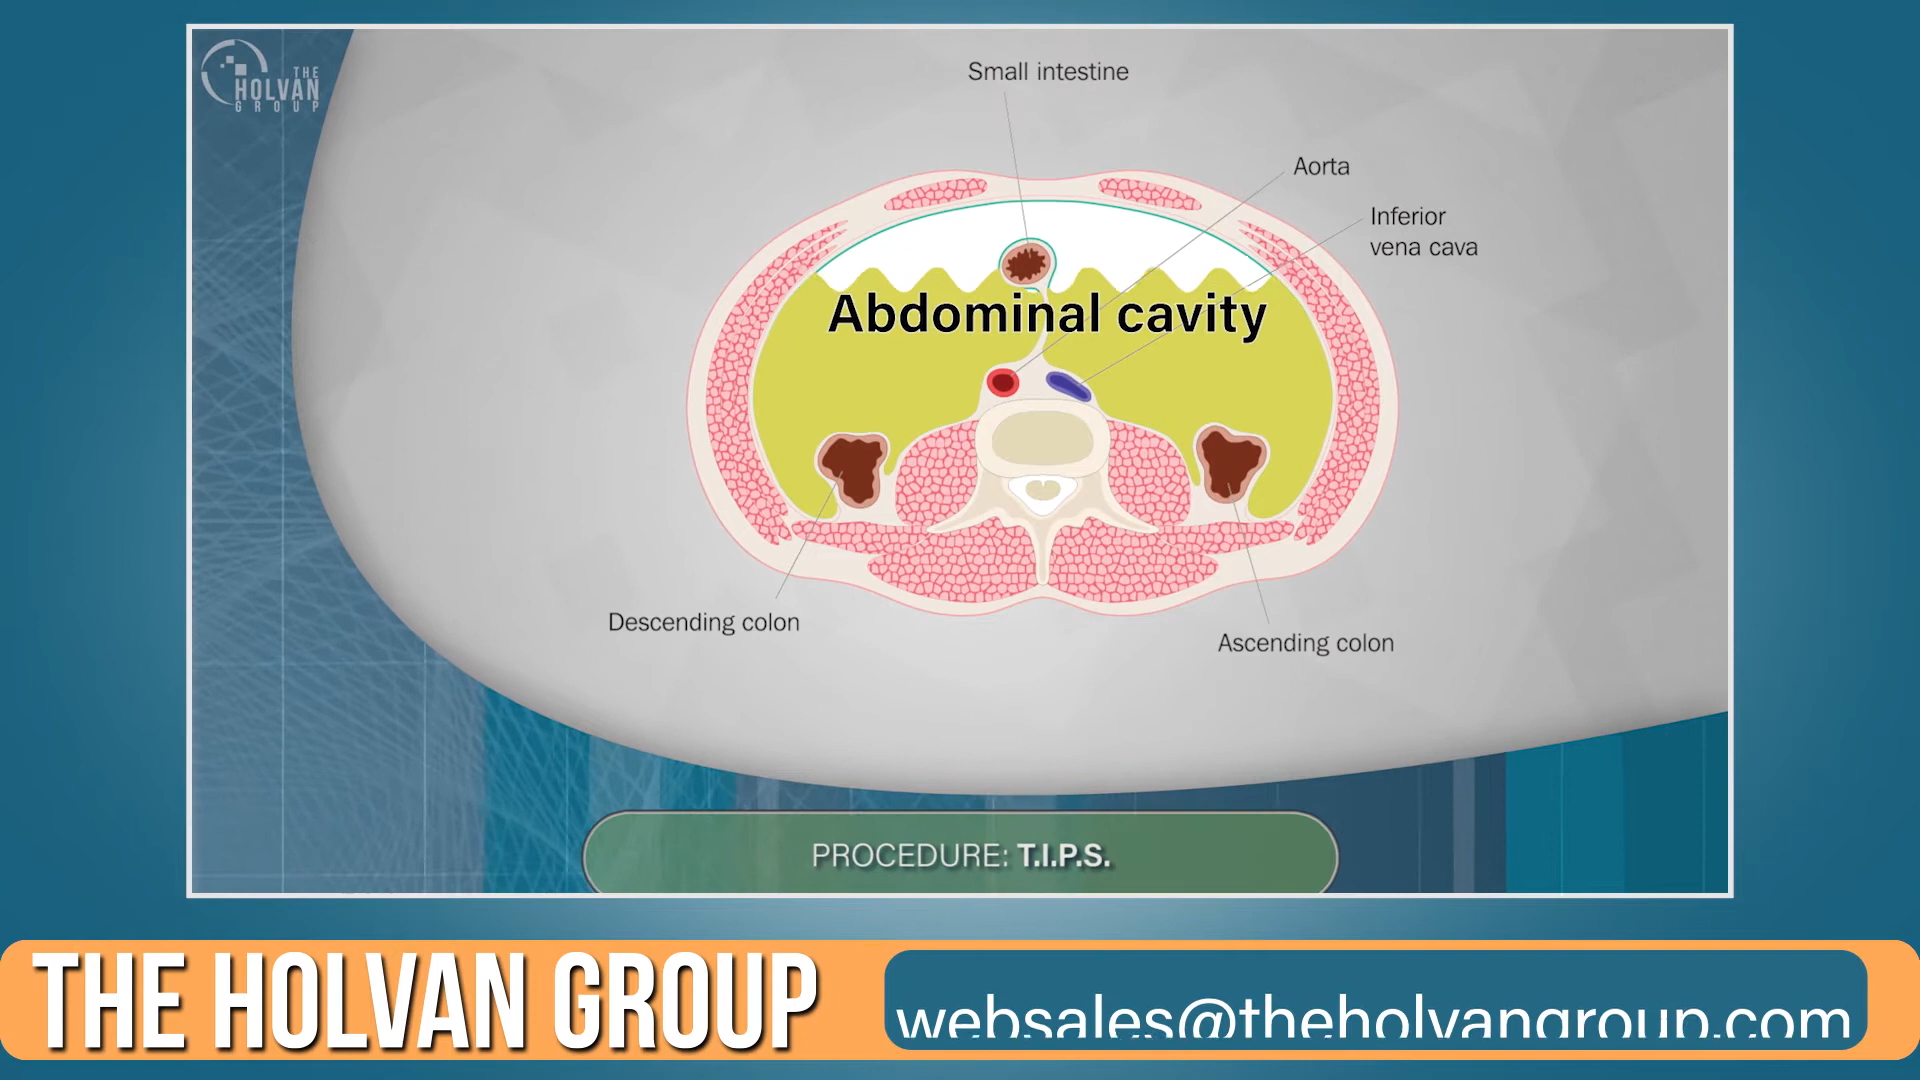 THE
HOLVAN
GROUP
Small intestine
Aorta
Inferior
vena cava
Abdominal cavity
Descending colon
Ascending colon
PROCEDURE: T.I.P.S.
THE HOLVAN GROUP
websales@theholvangroup.com